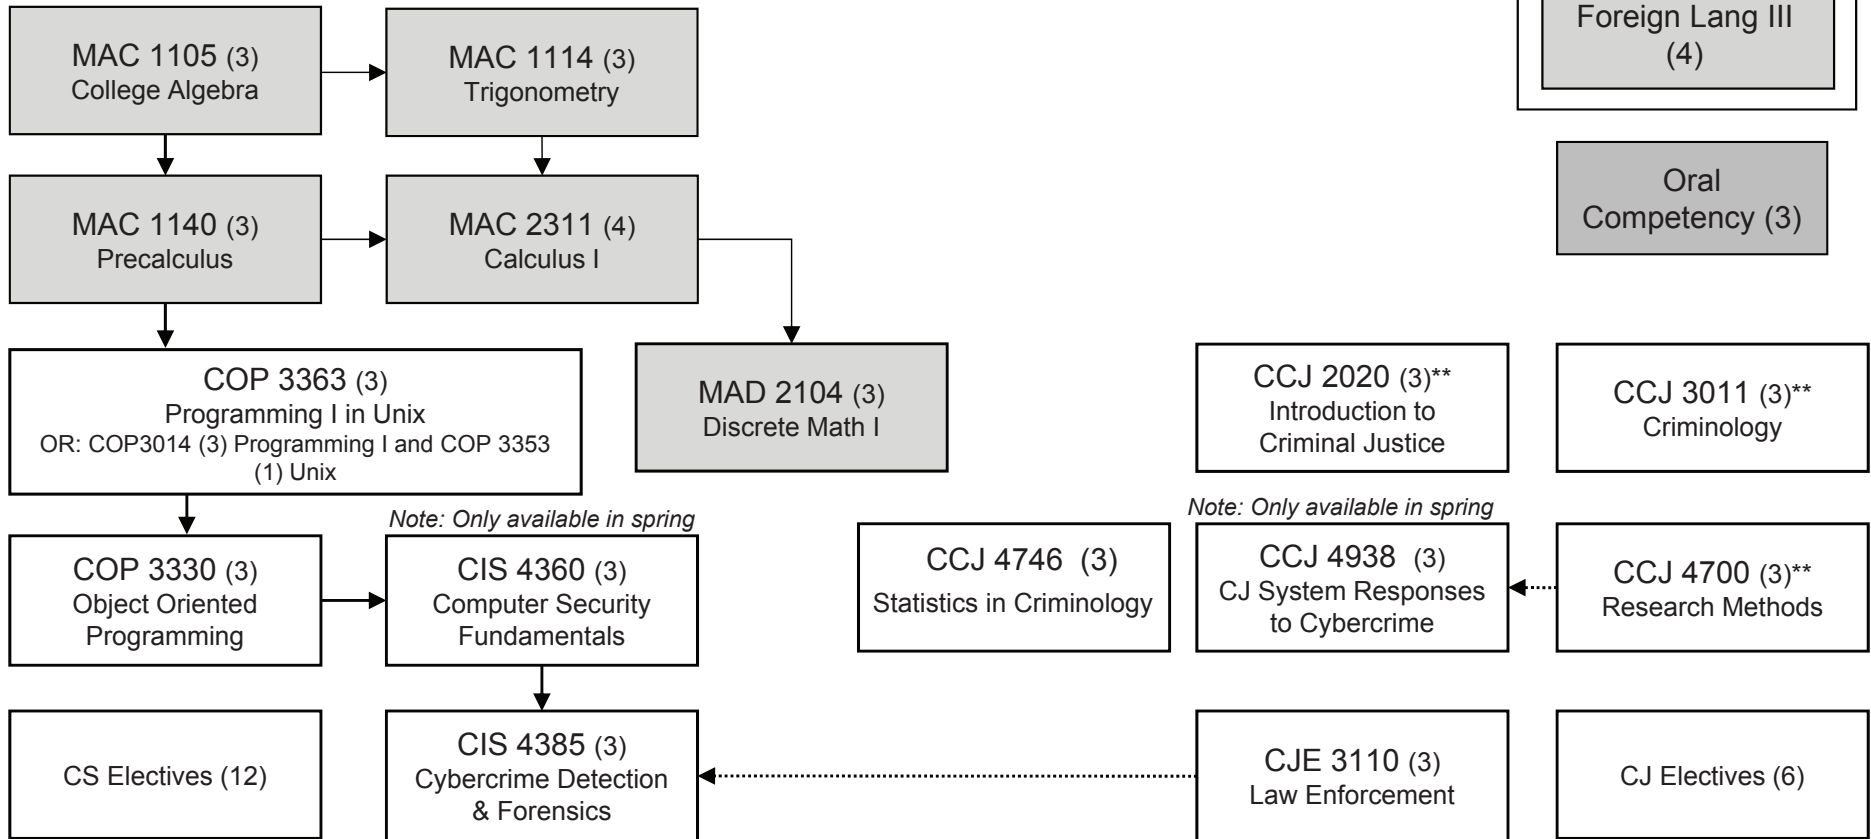 Foreign Lang III
(4)
MAC 1105 (3)
College Algebra
MAC 1114 (3)
Trigonometry
Oral
Competency (3)
MAC 1140 (3)
Precalculus
MAC 2311 (4)
Calculus I
COP 3363 (3)
Programming I in Unix
OR: COP3014 (3) Programming I and COP 3353
(1) Unix
MAD 2104 (3)
Discrete Math I
CCJ 2020 (3)**
Introduction to
Criminal Justice
CCJ 3011 (3)**
Criminology
Note: Only available in spring
Note: Only available in spring
COP 3330 (3)
Object Oriented
Programming
CIS 4360 (3)
Computer Security
Fundamentals
CCJ 4746 (3)
Statistics in Criminology
CCJ 4938 (3)
CJ System Responses
to Cybercrime
CCJ 4700 (3)**
Research Methods
CS Electives (12)
CIS 4385 (3)
Cybercrime Detection
& Forensics
CJE 3110 (3)
Law Enforcement
CJ Electives (6)